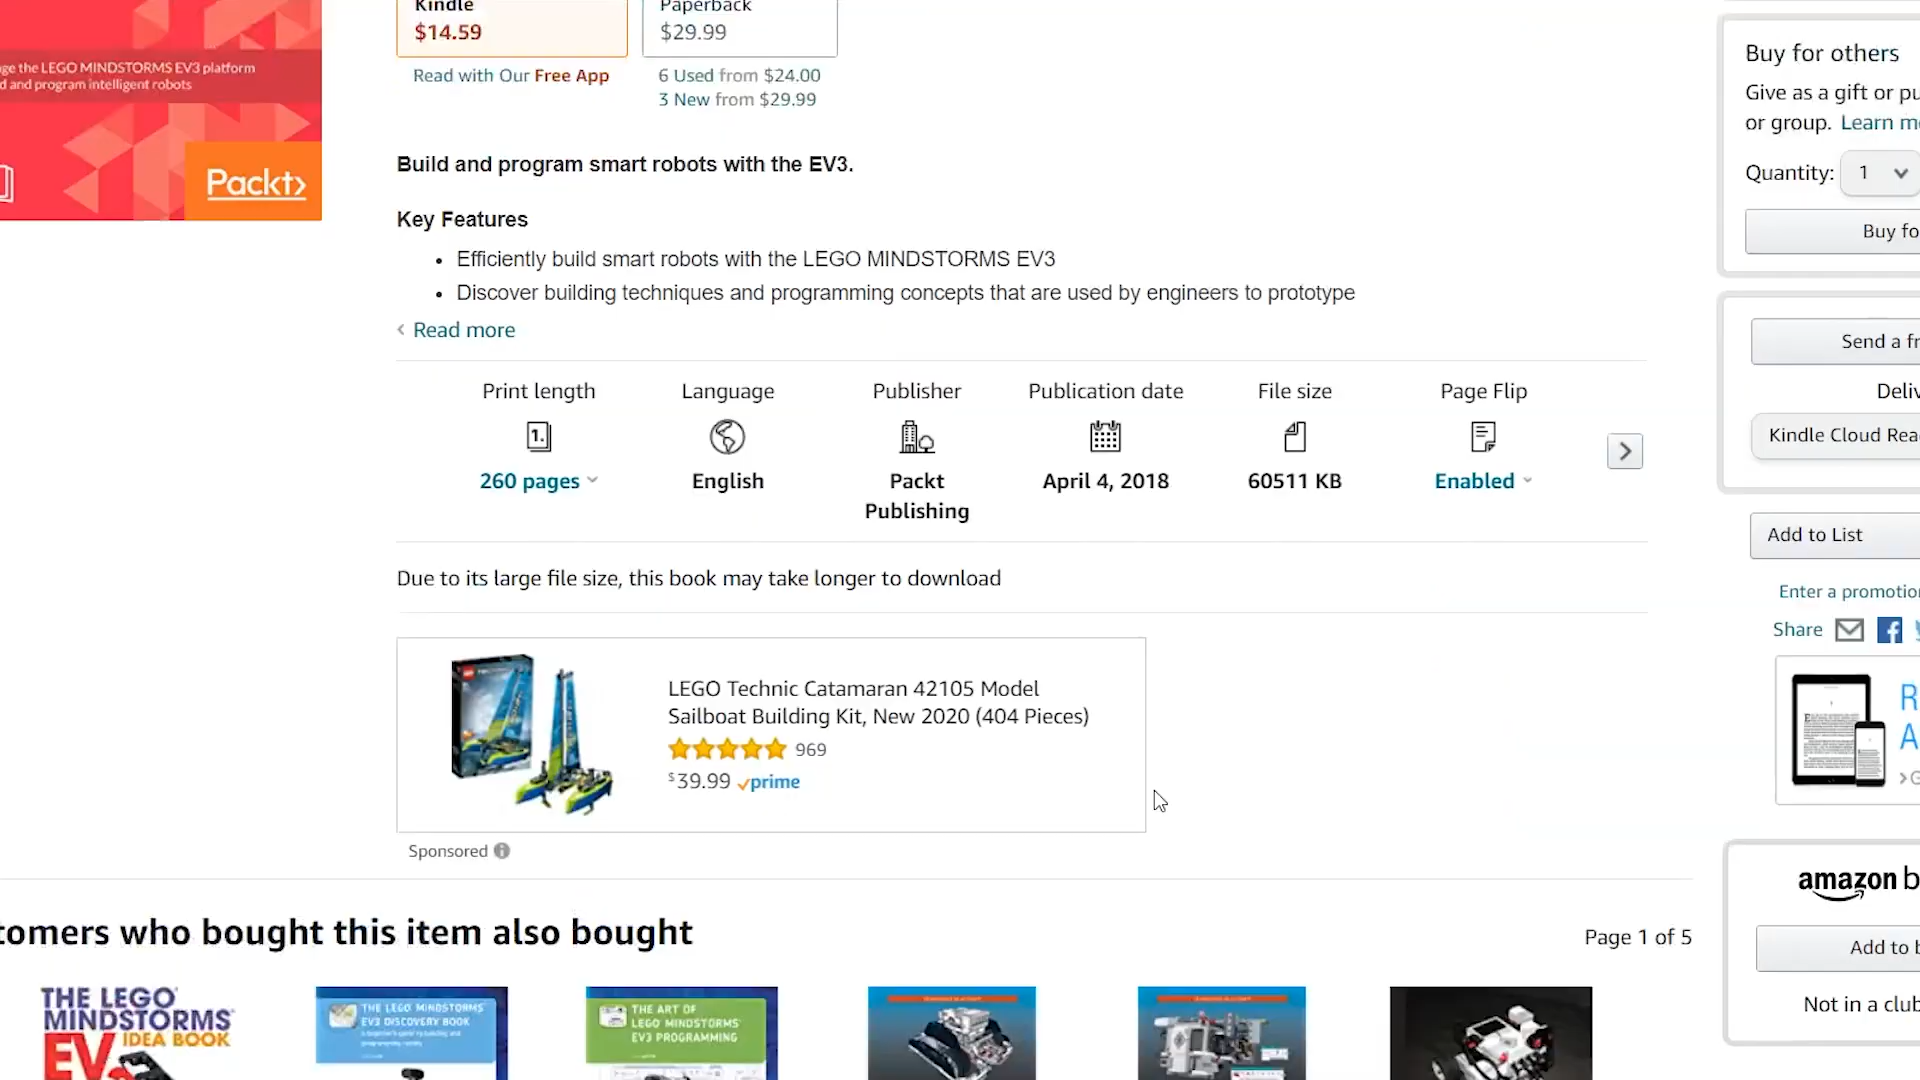 Kindle
$14.59
Paperback
$29.99
Read with Our Free App
6 Used from $24.00
3 New from $29.99
ge the LEGO MINDSTORMS EV3 platform
d and program intelligent robots
Packt>
Build and program smart robots with the EV3.
Key Features
• Efficiently build smart robots with the LEGO MINDSTORMS EV3
• Discover building techniques and programming concepts that are used by engineers to prototype
Read more
Print length
1.
260 pages
Language
English
Publisher
Packt
Publishing
Publication date
April 4, 2018
File size
60511 KB
Page Flip
Enabled
Due to its large file size, this book may take longer to download
LEGO Technic Catamaran 42105 Model
Sailboat Building Kit, New 2020 (404 Pieces)
969
$39.99 prime
Sponsored
tomers who bought this item also bought
Page 1 of 5
THE LEGO
MINDSTORMS
EV3 IDEA BOOK
THE LEGO MINDSTORMS
EV3 DISCOVERY BOOK
THE ART OF
LEGO MINDSTORMS
EV3 PROGRAMMING
Buy for others
Give as a gift or pu
or group. Learn m
Quantity: 1
Buy fo
Send a fr
Deliv
Kindle Cloud Rea
Add to List
Enter a promotio
Share
R
A
G
amazon b
Add to b
Not in a club